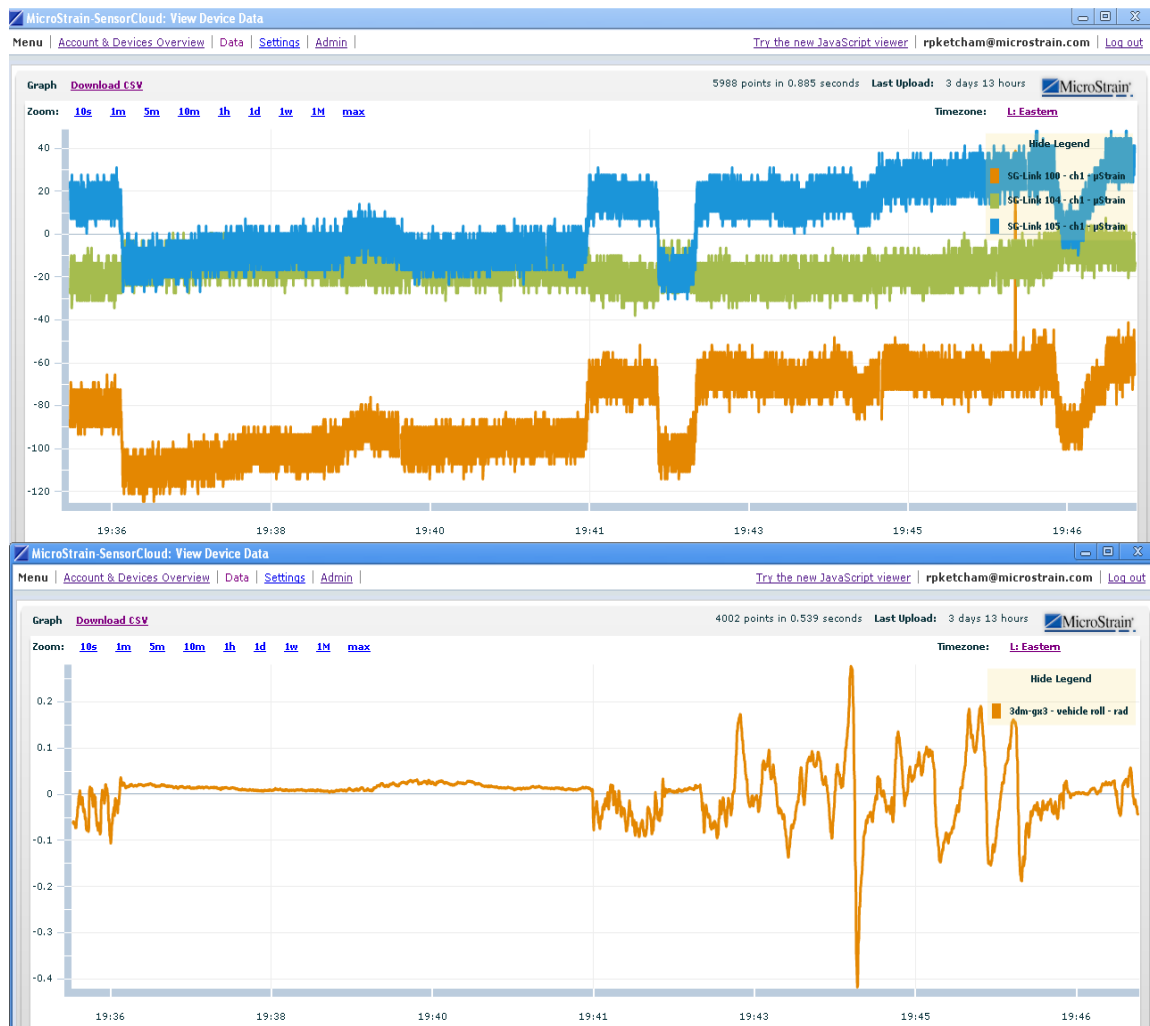 MicroStrain-SensorCloud: View Device Data
Menu | Account & Devices Overview | Data | Settings | Admin | Try the new JavaScript viewer | rpketcham@microstrain.com | Log out
Graph Download CSV 5988 points in 0.885 seconds Last Upload: 3 days 13 hours MicroStrain
Zoom: 10s 1m 5m 10m 1h 1d 1w 1M max Timezone: L: Eastern
Hide Legend
SG-Link 100 - ch1 - µStrain
SG-Link 104 - ch1 - µStrain
SG-Link 105 - ch1 - µStrain
40
20
0
-20
-40
-60
-80
-100
-120
19:36 19:38 19:40 19:41 19:43 19:45 19:46
MicroStrain-SensorCloud: View Device Data
Menu | Account & Devices Overview | Data | Settings | Admin | Try the new JavaScript viewer | rpketcham@microstrain.com | Log out
Graph Download CSV 4002 points in 0.539 seconds Last Upload: 3 days 13 hours MicroStrain
Zoom: 10s 1m 5m 10m 1h 1d 1w 1M max Timezone: L: Eastern
Hide Legend
3dm-gx3 - vehicle roll - rad
0.2
0.1
0
-0.1
-0.2
-0.3
-0.4
19:36 19:38 19:40 19:41 19:43 19:45 19:46